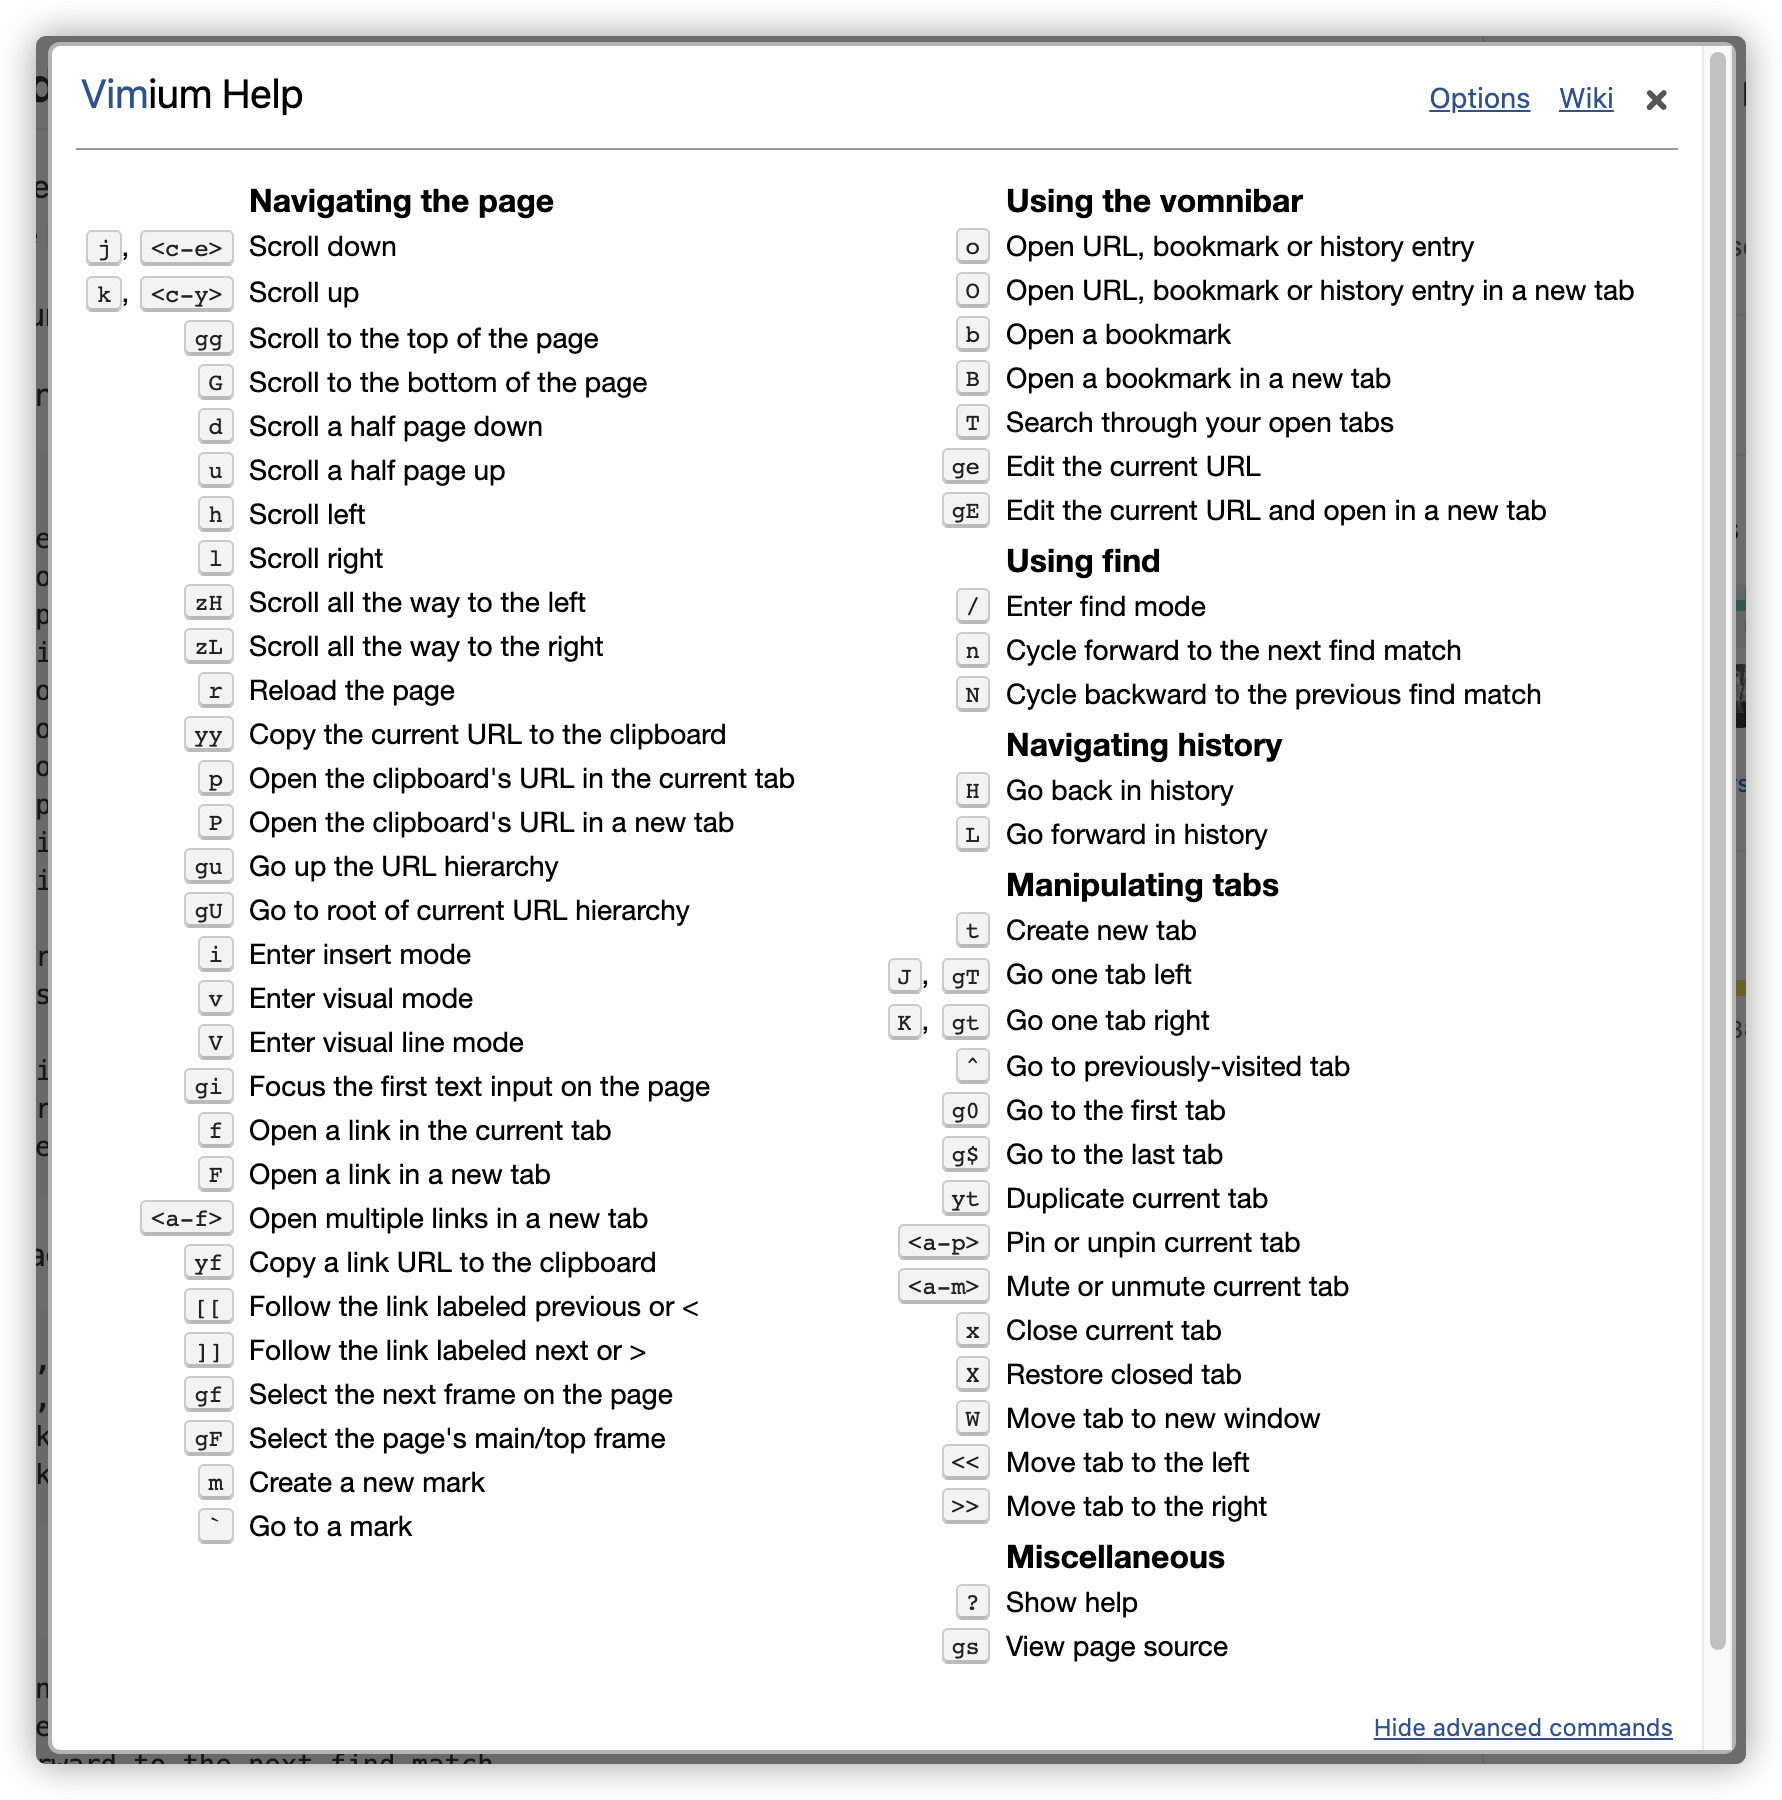 Vimium Help
Options Wiki ×
Navigating the page
j, <c-e> Scroll down
k, <c-y> Scroll up
gg Scroll to the top of the page
G Scroll to the bottom of the page
d Scroll a half page down
u Scroll a half page up
h Scroll left
l Scroll right
zH Scroll all the way to the left
zL Scroll all the way to the right
r Reload the page
yy Copy the current URL to the clipboard
p Open the clipboard's URL in the current tab
P Open the clipboard's URL in a new tab
gu Go up the URL hierarchy
gU Go to root of current URL hierarchy
i Enter insert mode
v Enter visual mode
V Enter visual line mode
gi Focus the first text input on the page
f Open a link in the current tab
F Open a link in a new tab
<a-f> Open multiple links in a new tab
yf Copy a link URL to the clipboard
[[ Follow the link labeled previous or <
]] Follow the link labeled next or >
gf Select the next frame on the page
gF Select the page's main/top frame
m Create a new mark
` Go to a mark
Using the vomnibar
o Open URL, bookmark or history entry
O Open URL, bookmark or history entry in a new tab
b Open a bookmark
B Open a bookmark in a new tab
T Search through your open tabs
ge Edit the current URL
gE Edit the current URL and open in a new tab
Using find
/ Enter find mode
n Cycle forward to the next find match
N Cycle backward to the previous find match
Navigating history
H Go back in history
L Go forward in history
Manipulating tabs
t Create new tab
J, gT Go one tab left
K, gt Go one tab right
^ Go to previously-visited tab
g0 Go to the first tab
g$ Go to the last tab
yt Duplicate current tab
<a-p> Pin or unpin current tab
<a-m> Mute or unmute current tab
x Close current tab
X Restore closed tab
W Move tab to new window
<< Move tab to the left
>> Move tab to the right
Miscellaneous
? Show help
gs View page source
Hide advanced commands
to the next find match